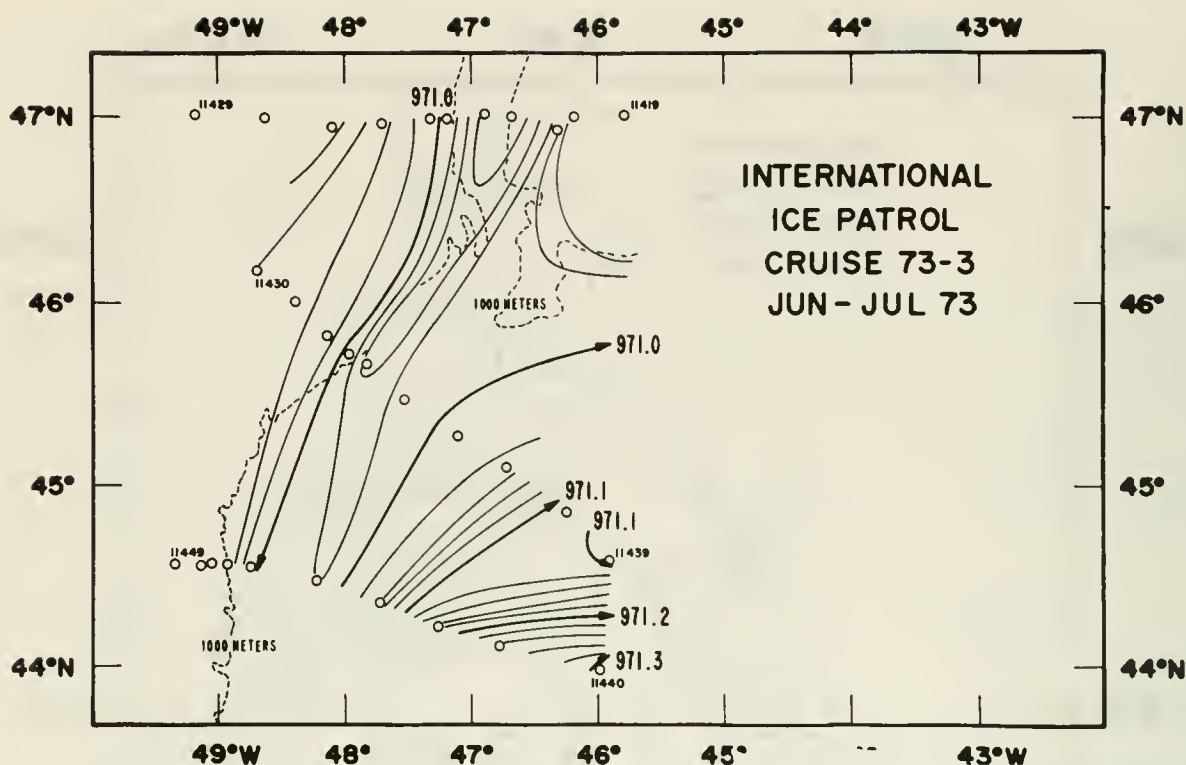 49°W 48° 47° 46° 45° 44° 43°W
11429
971.0
11419
47°N 47°N
INTERNATIONAL
ICE PATROL
CRUISE 73-3
JUN-JUL 73
11430
46° 46°
1000 METERS
971.0
45° 45°
971.1
971.1
11449
11439
971.2
1000 METERS
971.3
44°N 44°N
11440
49°W 48° 47° 46° 45° 43°W